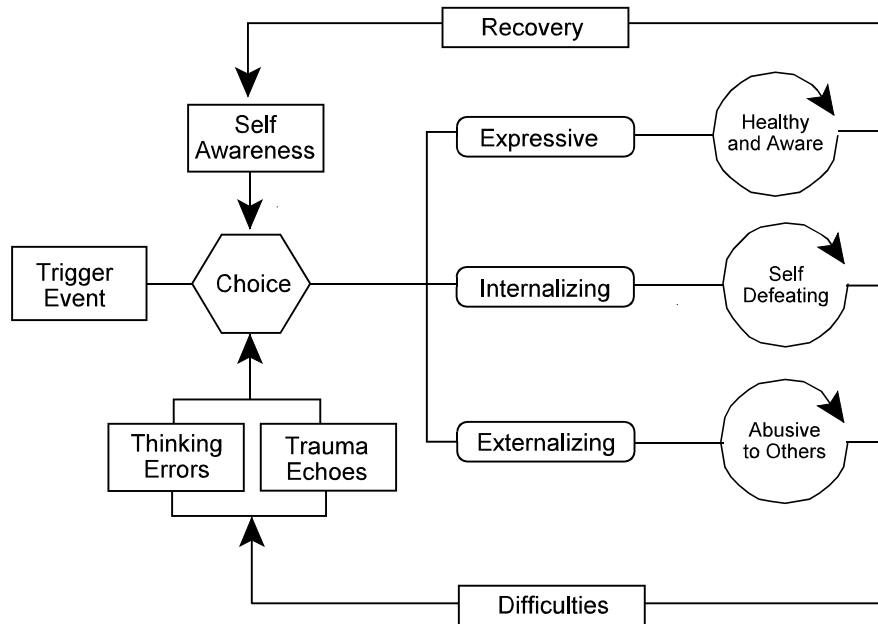 Recovery
Self
Awareness
Expressive
Healthy
and Aware
Trigger
Event
Choice
Internalizing
Self
Defeating
Thinking
Errors
Trauma
Echoes
Externalizing
Abusive
to Others
Difficulties